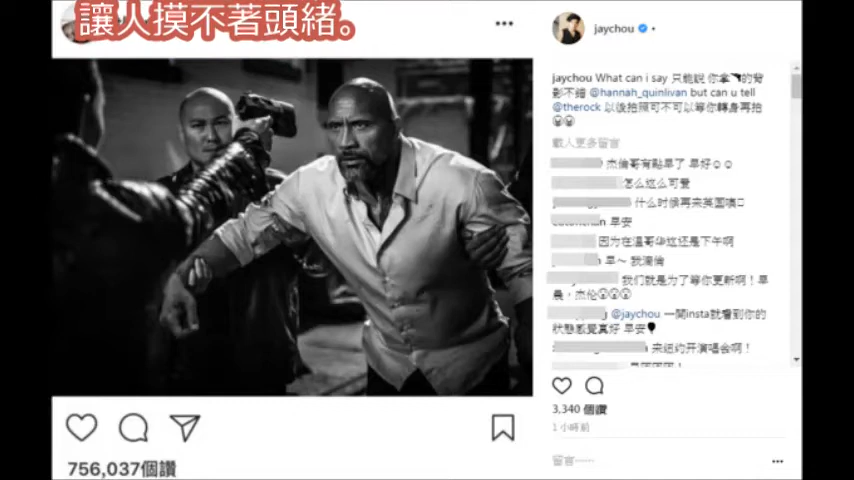 讓人摸不著頭緒。
jaychou
jaychou What can i say 只能說 你拿🔫的背
影不錯 @hannah_quinlivan but can u tell
@therock 以後拍照可不可以等你轉身再拍
載入更多留言
杰倫哥有點早了 早好
怎么这么可爱
什么时候再来英国噢
早安
因为在温哥华这还是下午啊
早~ 我滴倫
我们就是为了等你更新啊！早
晨，杰伦
@jaychou 一開insta就看到你的
狀態感覺真好 早安
来纽约开演唱会啊！
3,340 個讚
1 小時前
留言......
756,037個讚